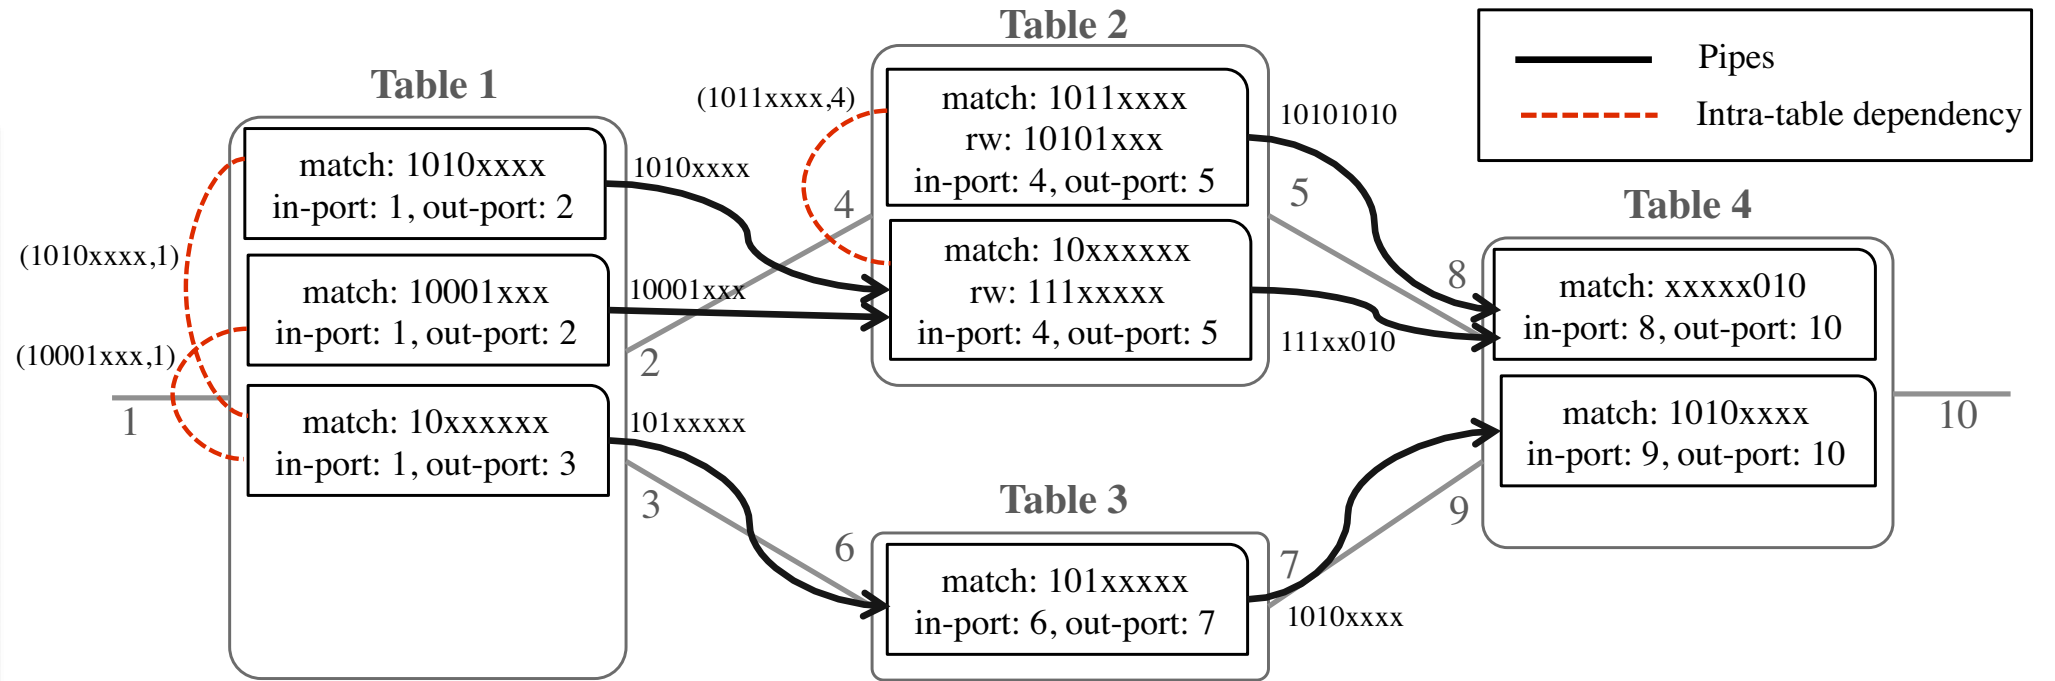 Table 1
match: 1010xxxx
in-port: 1, out-port: 2
match: 10001xxx
in-port: 1, out-port: 2
match: 10xxxxxx
in-port: 1, out-port: 3
(1010xxxx,1)
(10001xxx,1)
1
1010xxxx
10001xxx
2
101xxxxx
3
Table 2
(1011xxxx,4)
4
match: 1011xxxx
rw: 10101xxx
in-port: 4, out-port: 5
match: 10xxxxxx
rw: 111xxxxx
in-port: 4, out-port: 5
10101010
5
111xx010
Table 3
6
match: 101xxxxx
in-port: 6, out-port: 7
7
1010xxxx
Pipes
Intra-table dependency
Table 4
8
match: xxxxx010
in-port: 8, out-port: 10
match: 1010xxxx
in-port: 9, out-port: 10
9
10